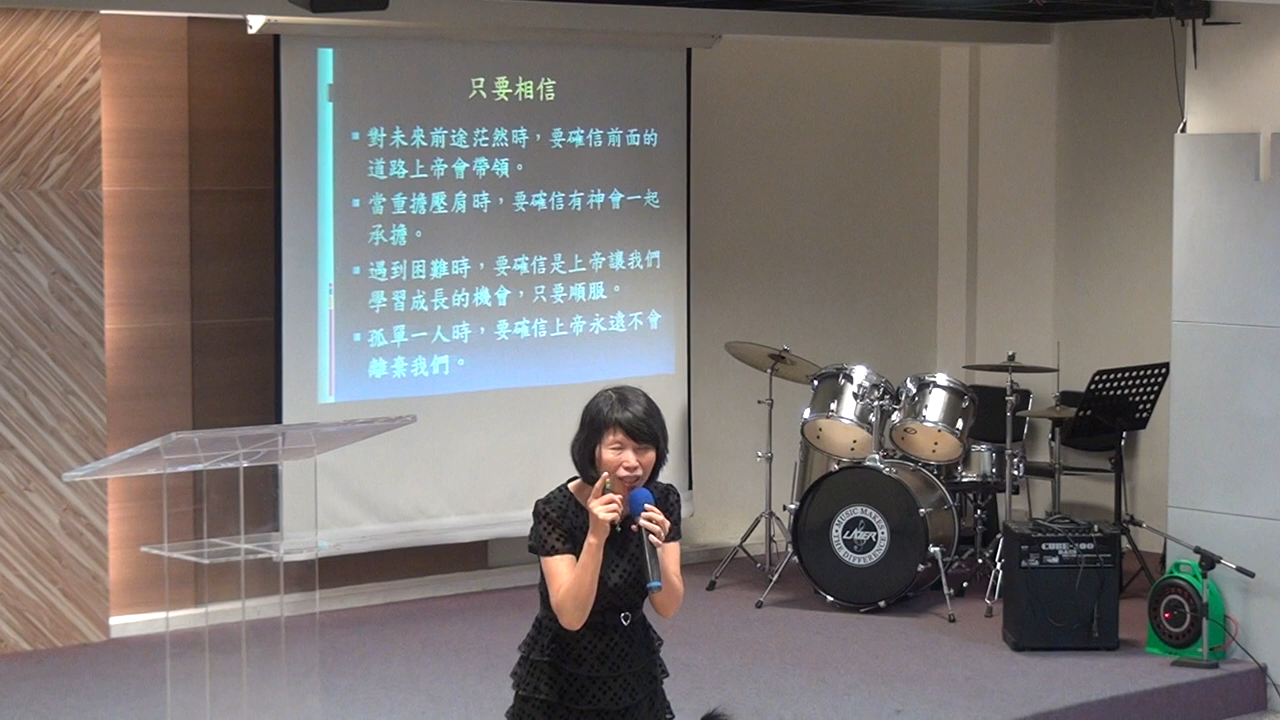 只要相信
對未來前途茫然時，要確信前面的
道路上帝會帶領。
當重擔壓肩時，要確信有神會一起
承擔。
遇到困難時，要確信是上帝讓我們
學習成長的機會，只要順服。
孤單一人時，要確信上帝永遠不會
離棄我們。
MUSIC MAKES
THE DIFFERENCE
CUBE-100
BASS